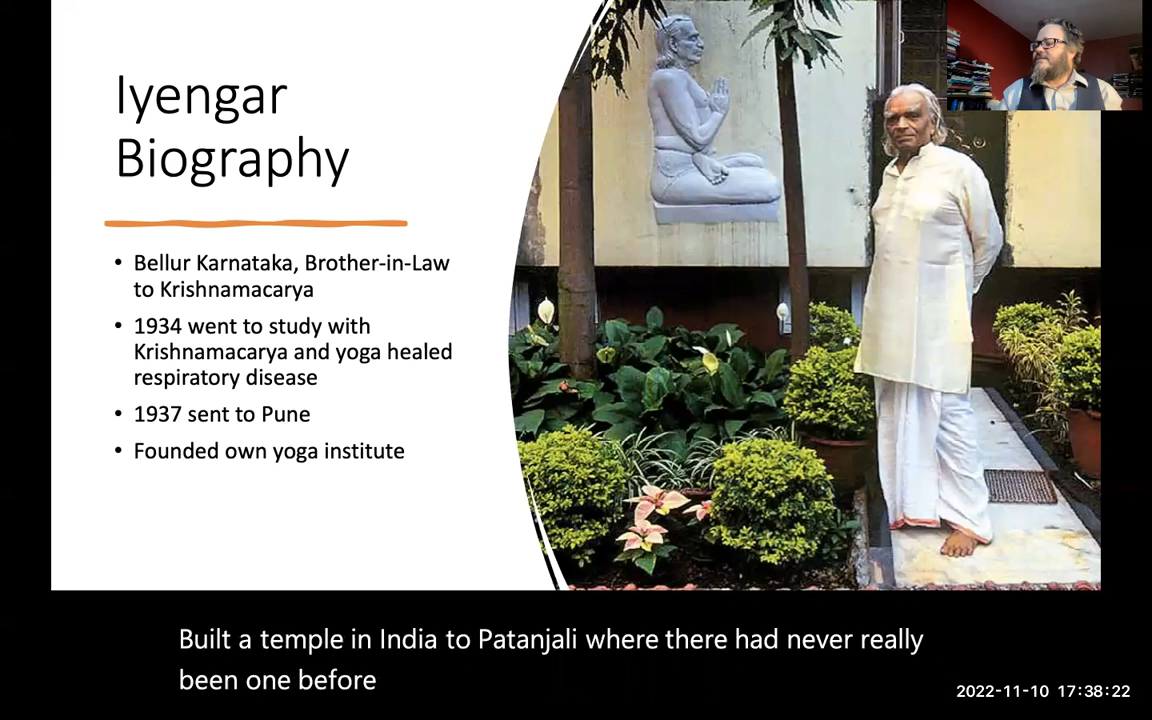 Iyengar
Biography
• Bellur Karnataka, Brother-in-Law
to Krishnamacarya
• 1934 went to study with
Krishnamacarya and yoga healed
respiratory disease
• 1937 sent to Pune
• Founded own yoga institute
Built a temple in India to Patanjali where there had never really
been one before
2022-11-10 17:38:22